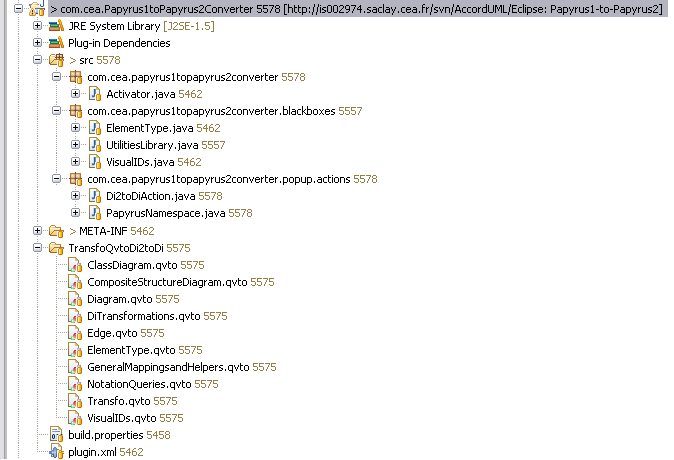 > com.cea.Papyrus1toPapyrus2Converter 5578 [http://is002974.saclay.cea.fr/svn/AccordUML/Eclipse: Papyrus1-to-Papyrus2]
JRE System Library [J2SE-1.5]
Plug-in Dependencies
> src 5578
com.cea.papyrus1topapyrus2converter 5578
Activator.java 5462
com.cea.papyrus1topapyrus2converter.blackboxes 5557
ElementType.java 5462
UtilitiesLibrary.java 5557
VisualIDs.java 5462
com.cea.papyrus1topapyrus2converter.popup.actions 5578
Di2toDiAction.java 5578
PapyrusNamespace.java 5578
> META-INF 5462
TransfoQvtoDi2toDi 5575
ClassDiagram.qvto 5575
CompositeStructureDiagram.qvto 5575
Diagram.qvto 5575
DiTransformations.qvto 5575
Edge.qvto 5575
ElementType.qvto 5575
GeneralMappingsandHelpers.qvto 5575
NotationQueries.qvto 5575
Transfo.qvto 5575
VisualIDs.qvto 5575
build.properties 5458
plugin.xml 5462